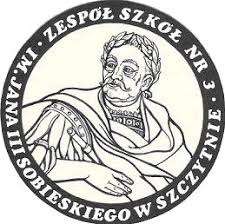 ZESPÓŁ SZKÓŁ NR 3
IM. JANA III SOBIESKIEGO W SZCZYTNIE